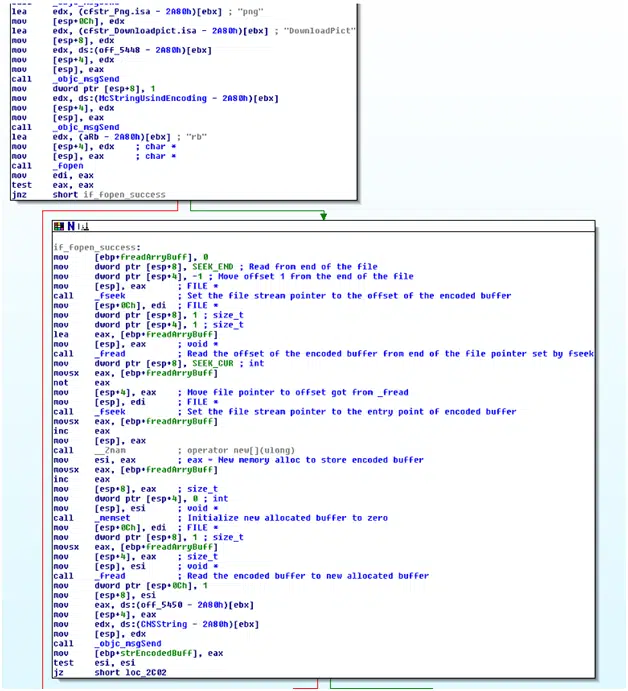 lea edx, (cfstr_Png.isa - 2A80h)[ebx] ; "png"
mov [esp+0Ch], edx
lea edx, (cfstr_Downloadpict.isa - 2A80h)[ebx] ; "DownloadPict"
mov [esp+8], edx
mov edx, ds:(off_5448 - 2A80h)[ebx]
mov [esp+4], edx
mov [esp], eax
call _objc_msgSend
mov dword ptr [esp+8], 1
mov edx, ds:(McStringUsindEncoding - 2A80h)[ebx]
mov [esp+4], edx
mov [esp], eax
call _objc_msgSend
lea edx, (aRb - 2A80h)[ebx] ; "rb"
mov [esp+4], edx ; char *
mov [esp], eax ; char *
call _fopen
mov edi, eax
test eax, eax
jnz short if_fopen_success
if_fopen_success:
mov [ebp+freadArryBuff], 0
mov dword ptr [esp+8], SEEK_END ; Read from end of the file
mov dword ptr [esp+4], -1 ; Move offset 1 from the end of the file
mov [esp], eax ; FILE *
call _fseek ; Set the file stream pointer to the offset of the encoded buffer
mov [esp+0Ch], edi ; FILE *
mov dword ptr [esp+8], 1 ; size_t
mov dword ptr [esp+4], 1 ; size_t
lea eax, [ebp+freadArryBuff]
mov [esp], eax ; void *
call _fread ; Read the offset of the encoded buffer from end of the file pointer set by fseek
mov dword ptr [esp+8], SEEK_CUR ; int
movsx eax, [ebp+freadArryBuff]
not eax
mov [esp+4], eax ; Move file pointer to offset got from _fread
mov [esp], edi ; FILE *
call _fseek ; Set the file stream pointer to the entry point of encoded buffer
movsx eax, [ebp+freadArryBuff]
inc eax
mov [esp], eax
call __Znam ; operator new[](ulong)
mov esi, eax ; eax = New memory alloc to store encoded buffer
movsx eax, [ebp+freadArryBuff]
inc eax
mov [esp+8], eax ; size_t
mov dword ptr [esp+4], 0 ; int
mov [esp], esi ; void *
call _memset ; Initialize new allocated buffer to zero
mov [esp+0Ch], edi ; FILE *
mov dword ptr [esp+8], 1 ; size_t
movsx eax, [ebp+freadArryBuff]
mov [esp+4], eax ; size_t
mov [esp], esi ; void *
call _fread ; Read the encoded buffer to new allocated buffer
mov dword ptr [esp+0Ch], 1
mov [esp+8], esi
mov eax, ds:(off_5450 - 2A80h)[ebx]
mov [esp+4], eax
mov edx, ds:(CNSString - 2A80h)[ebx]
mov [esp], edx
call _objc_msgSend
mov [ebp+strEncodedBuff], eax
test esi, esi
jz short loc_2C02